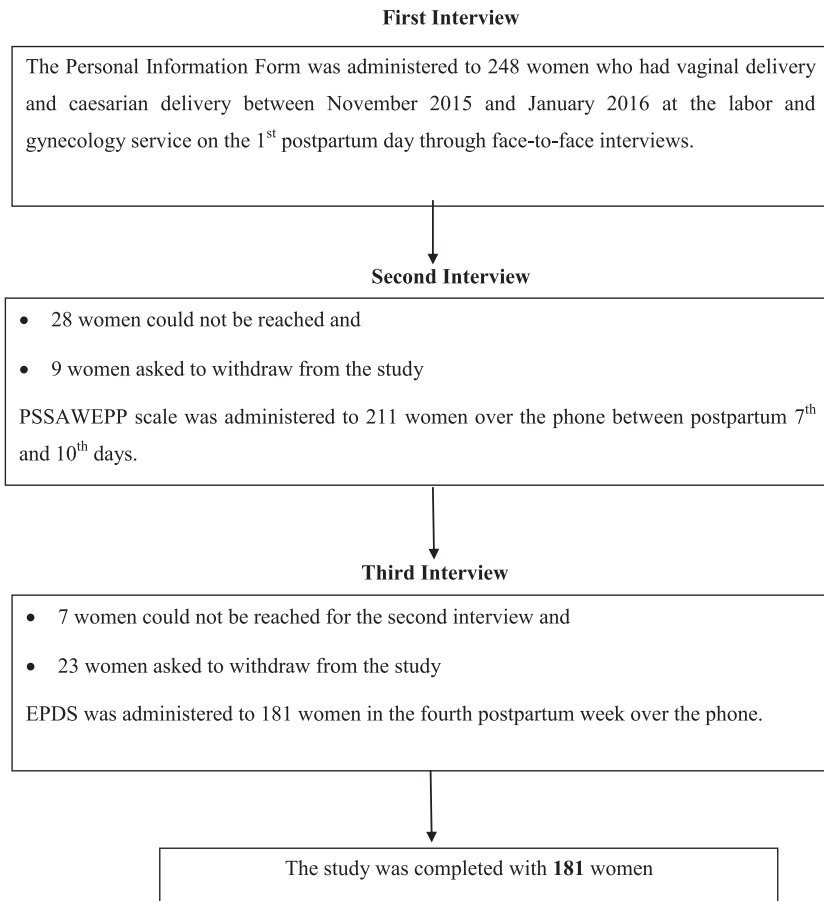 First Interview
The Personal Information Form was administered to 248 women who had vaginal delivery
and caesarian delivery between November 2015 and January 2016 at the labor and
gynecology service on the 1st postpartum day through face-to-face interviews.
Second Interview
• 28 women could not be reached and
• 9 women asked to withdraw from the study
PSSAWEPP scale was administered to 211 women over the phone between postpartum 7th
and 10th days.
Third Interview
• 7 women could not be reached for the second interview and
• 23 women asked to withdraw from the study
EPDS was administered to 181 women in the fourth postpartum week over the phone.
The study was completed with 181 women